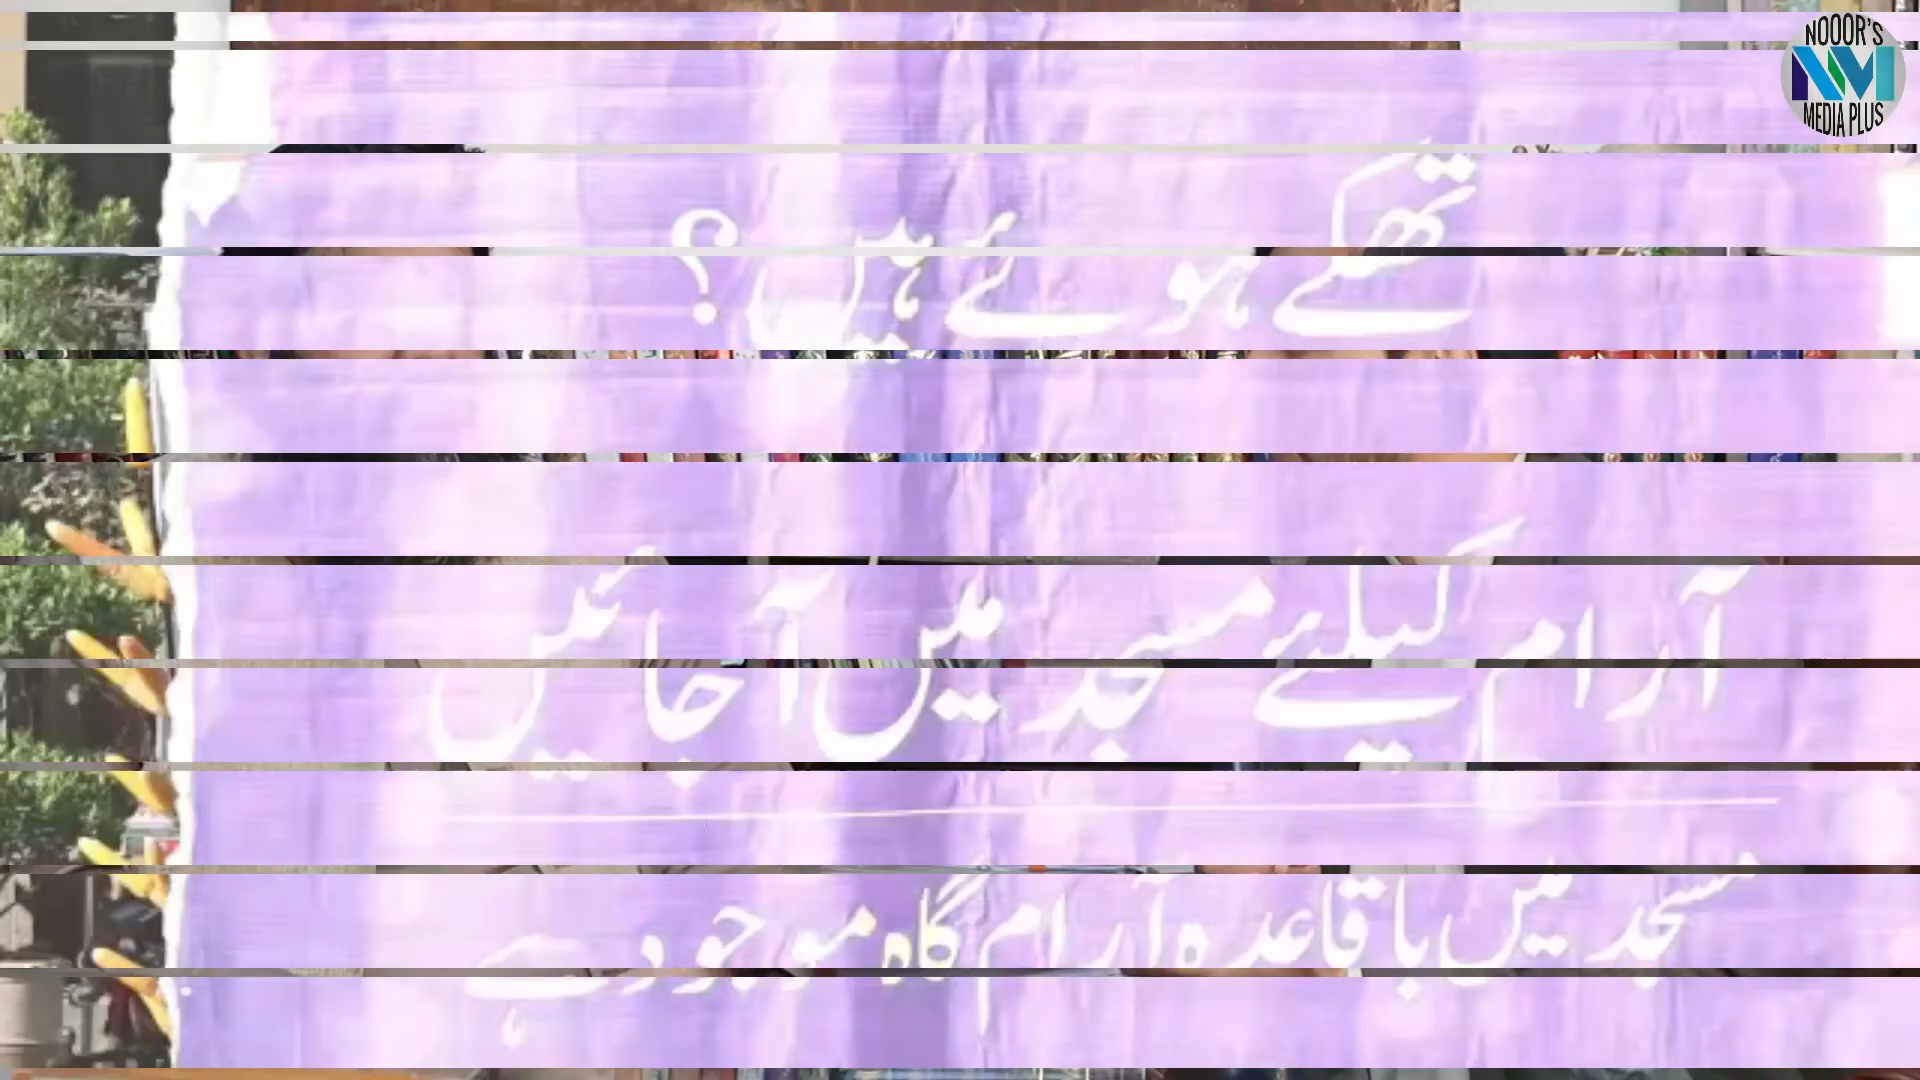 NOOOR'S
MEDIA PLUS
تھکے ہوئے ہیں؟
آرام کیلئے مسجد میں آجائیں
مسجد میں باقاعدہ آرام گاہ موجود ہے